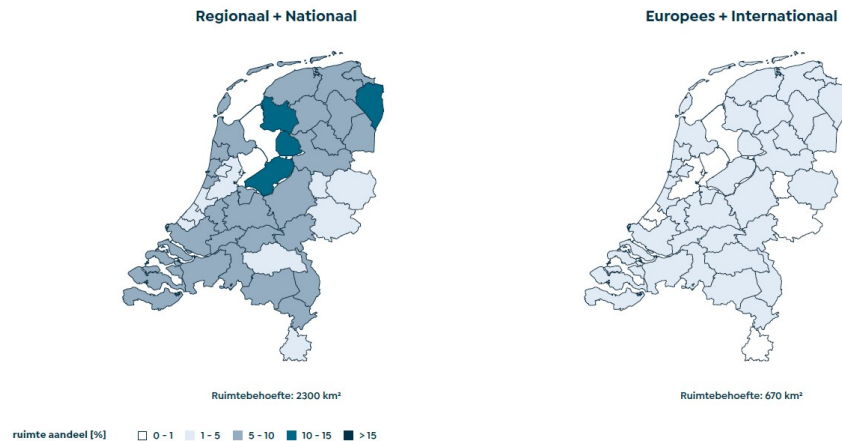 Regionaal + Nationaal
Europees + Internationaal
Ruimtebehoefte: 2300 km²
Ruimtebehoefte: 670 km²
ruimte aandeel [%] 0 - 1 1 - 5 5 - 10 10 - 15 >15